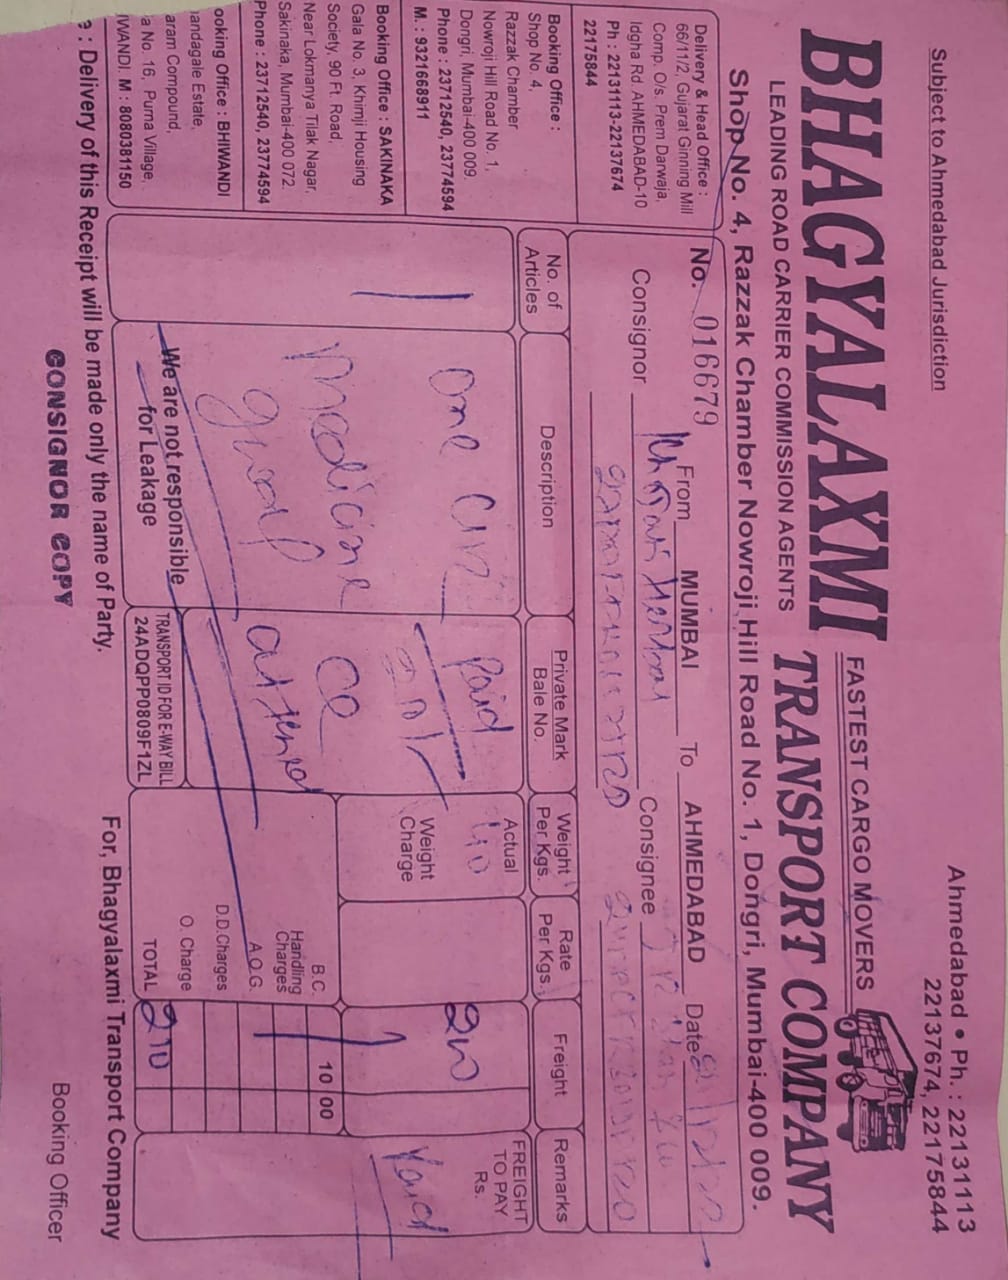 Subject to Ahmedabad Jurisdiction
Ahmedabad • Ph. : 22131113
22137674, 22175844
BHAGYALAXMI
FASTEST CARGO MOVERS
TRANSPORT COMPANY
LEADING ROAD CARRIER COMMISSION AGENTS
Shop No. 4, Razzak Chamber Nowroji Hill Road No. 1, Dongri, Mumbai-400 009.
Delivery & Head Office :
66/1/2, Gujarat Ginning Mill
Comp. O/s. Prem Darwaja,
Idgha Rd. AHMEDABAD-10
Ph : 22131113-22137674
22175844
Booking Office :
Shop No. 4,
Razzak Chamber
Nowroji Hill Road No. 1,
Dongri, Mumbai-400 009.
Phone : 23712540, 23774594
M. : 9321668911
Booking Office : SAKINAKA
Gala No. 3, Khimji Housing
Society, 90 Ft. Road,
Near Lokmanya Tilak Nagar,
Sakinaka, Mumbai-400 072.
Phone : 23712540, 23774594
ooking Office : BHIWANDI
andagale Estate,
aram Compound,
a No. 16, Purna Village,
IWANDI. M : 8080381150
No. 016679 From MUMBAI To AHMEDABAD Date
Consignor Herbal Consignee
No. of Articles
Description
Private Mark Bale No.
Weight Per Kgs.
Rate Per Kgs.
Freight
Remarks
1
one
Medicine
Paid
Actual
40
Weight Charge
200
FREIGHT TO PAY Rs.
Paid
B.C. 10 00
Handling Charges
A.O.G.
D.D.Charges
O. Charge
TOTAL 210
We are not responsible
for Leakage
TRANSPORT ID FOR E-WAY BILL
24ADQPP0809F1ZL
e : Delivery of this Receipt will be made only the name of Party.
For, Bhagyalaxmi Transport Company
CONSIGNOR COPY
Booking Officer